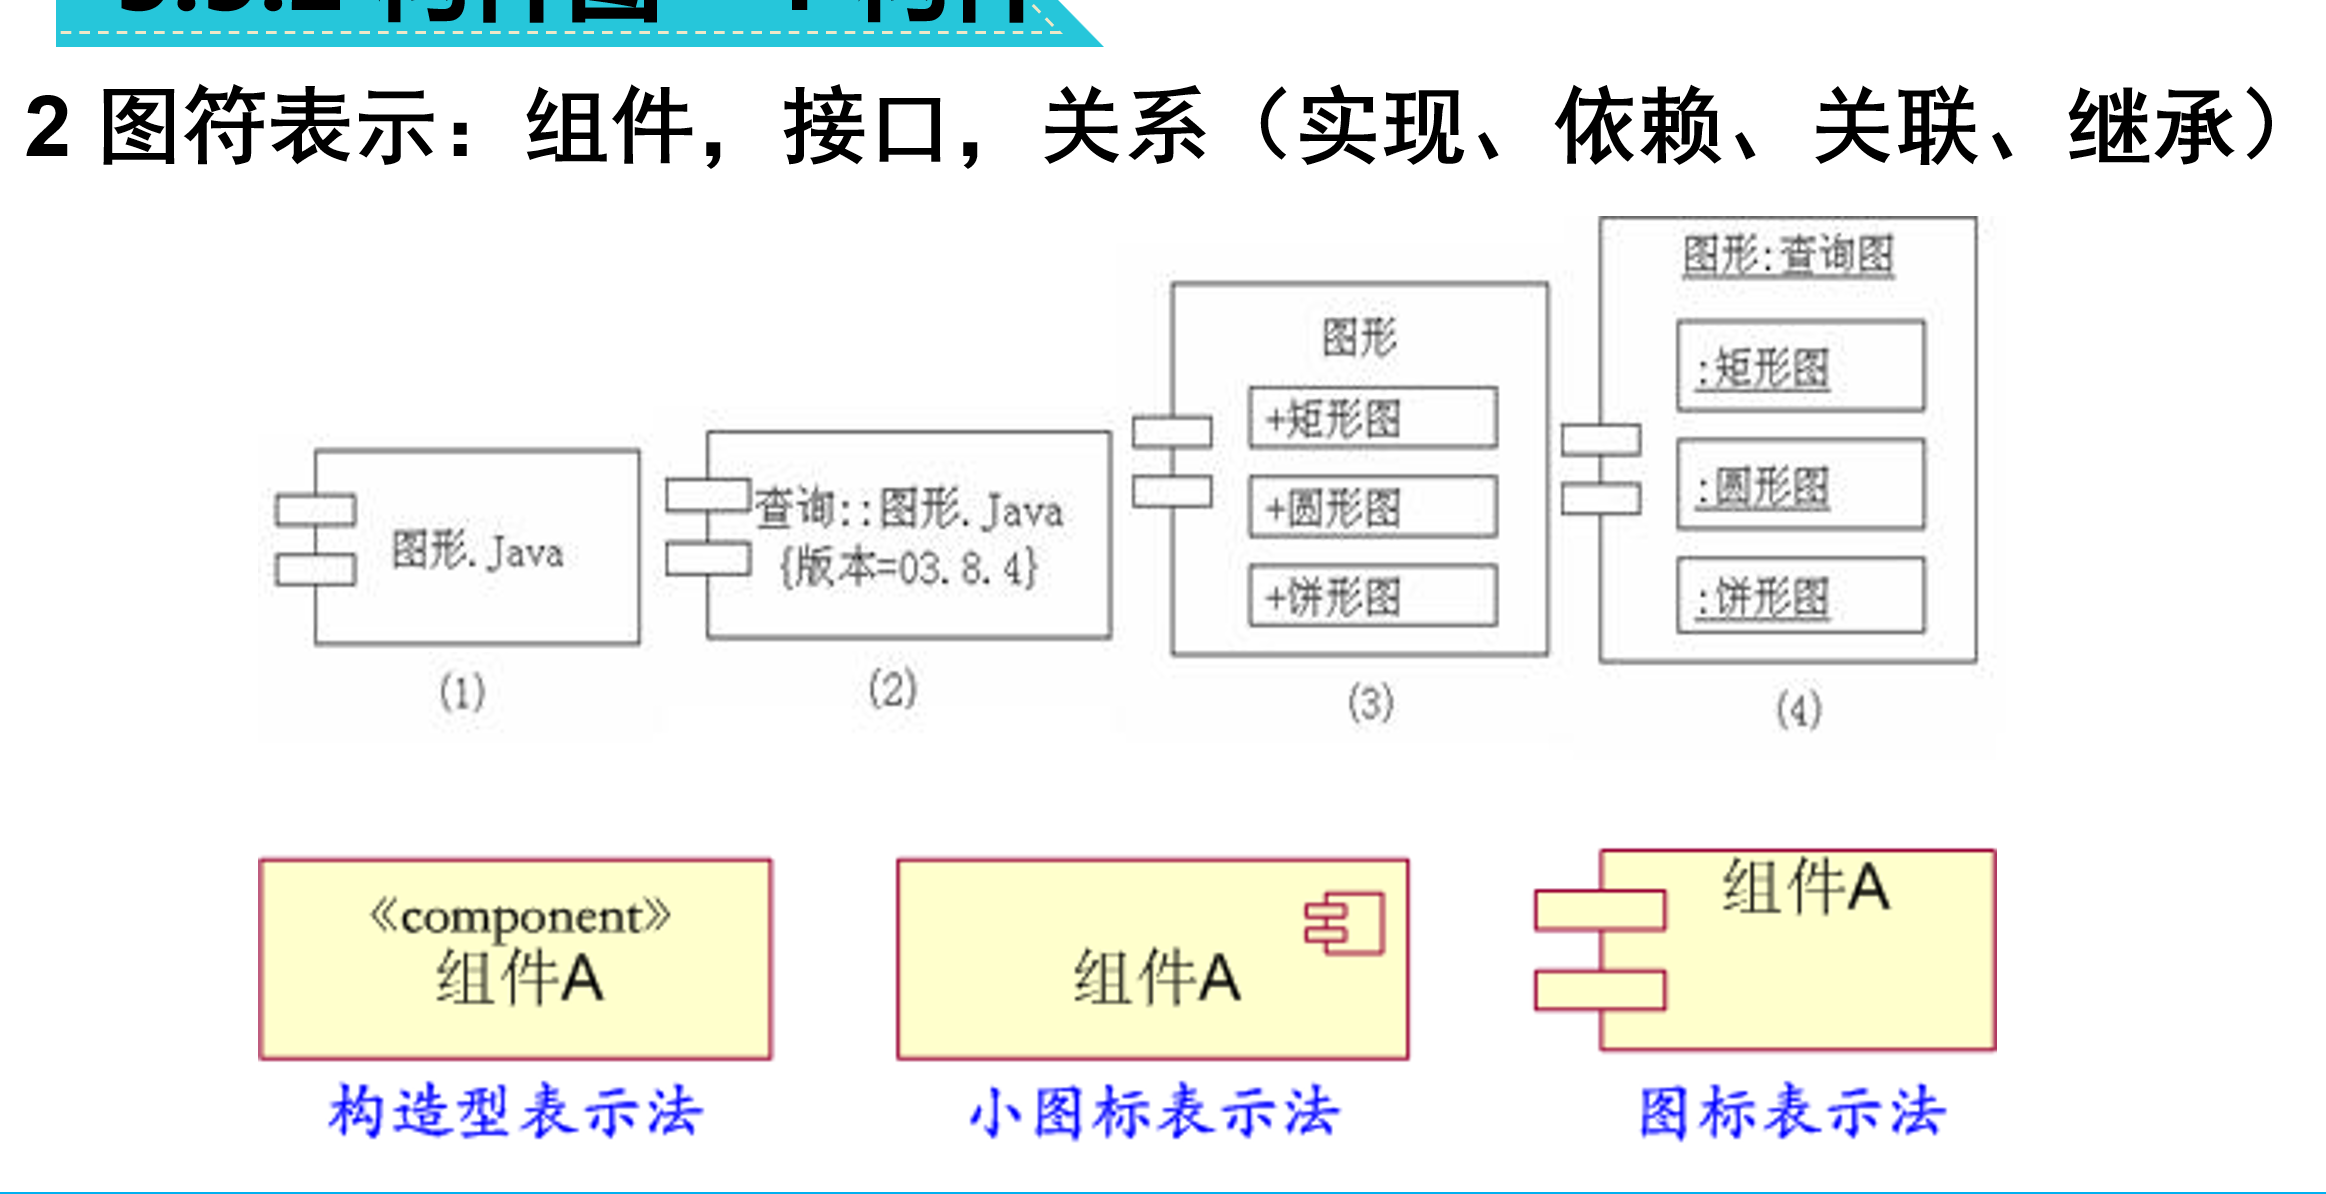 2 图符表示：组件，接口，关系（实现、依赖、关联、继承）
图形.Java
(1)
查询::图形.Java
{版本=03.8.4}
(2)
图形
+矩形图
+圆形图
+饼形图
(3)
图形:查询图
:矩形图
:圆形图
:饼形图
(4)
《component》
组件A
构造型表示法
组件A
小图标表示法
组件A
图标表示法